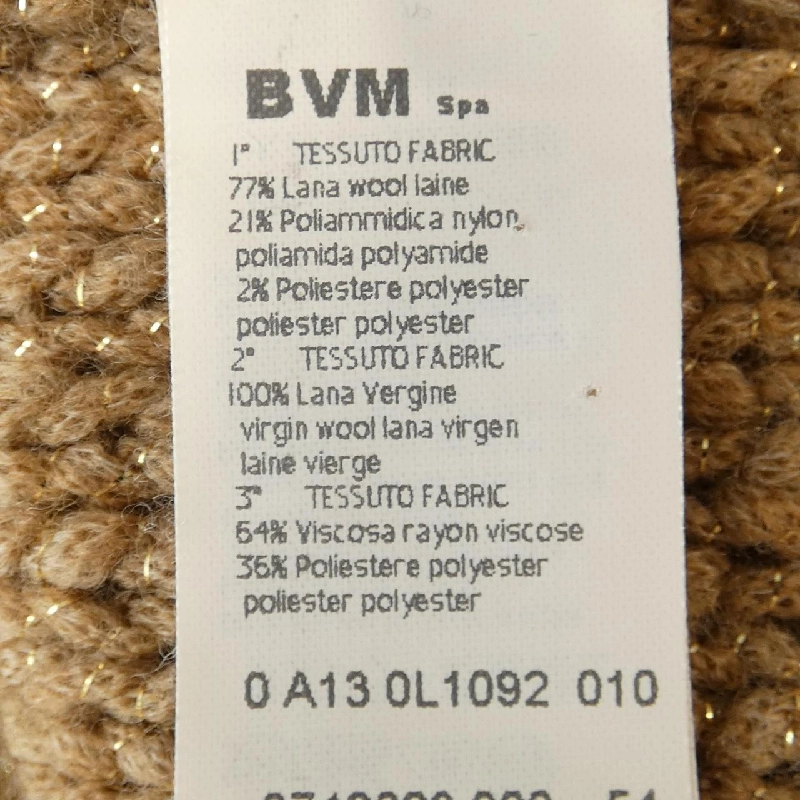 BVM Spa
1° TESSUTO FABRIC
77% Lana wool laine
21% Poliammidica nylon
poliamida polyamide
2% Poliestere polyester
poliester polyester
2° TESSUTO FABRIC
100% Lana Vergine
virgin wool lana virgen
laine vierge
3° TESSUTO FABRIC
64% Viscosa rayon viscose
36% Poliestere polyester
poliester polyester
0 A13 0L1092 010